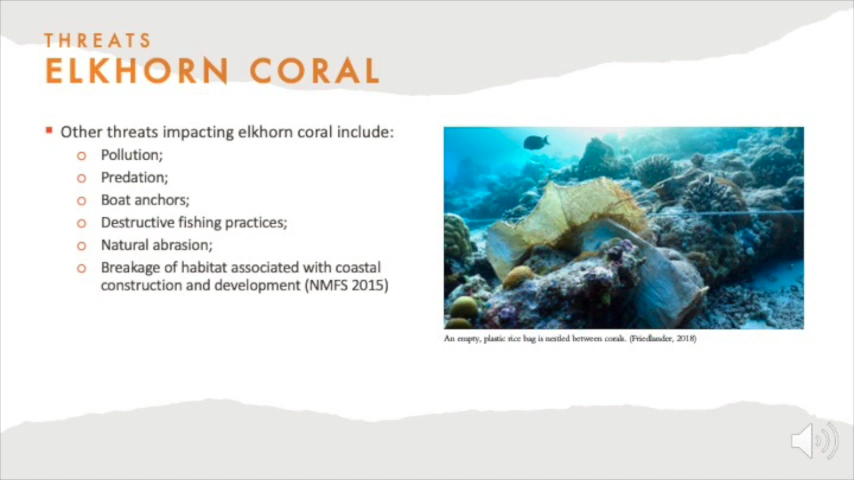 THREATS
ELKHORN CORAL
▪ Other threats impacting elkhorn coral include:
o Pollution;
o Predation;
o Boat anchors;
o Destructive fishing practices;
o Natural abrasion;
o Breakage of habitat associated with coastal
construction and development (NMFS 2015)
An empty, plastic rice bag is nestled between corals. (Friedlander, 2018)